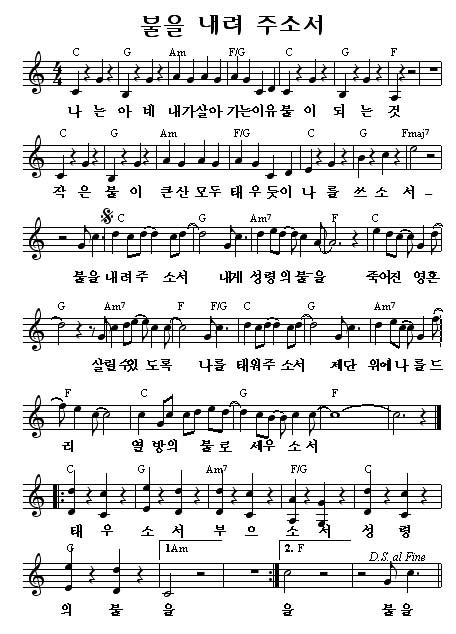 불을 내려 주소서
C G Am F/G C G F
나 는 아 네 내가살아 가는이유 불 이 되 는 것
C G Am F/G C E G Fmaj7
작 은 불 이 큰 산 모두 태 우 듯이 나 를 쓰 소 서 -
C G Am7 F C
불을 내려 주 소서 내게 성령 의 불 을 죽어진 영혼
G Am7 F F/G C G Am7
살릴 수있 도록 나를 태워주 소서 제단 위에 나를 드
F C G F
리 열 방의 불 로 세우 소 서
C G Am7 F/G C
태 우 소 서 부 으 소 서 성 령
G 1. Am 2. F D.S. al Fine
의 불 을 을 불을